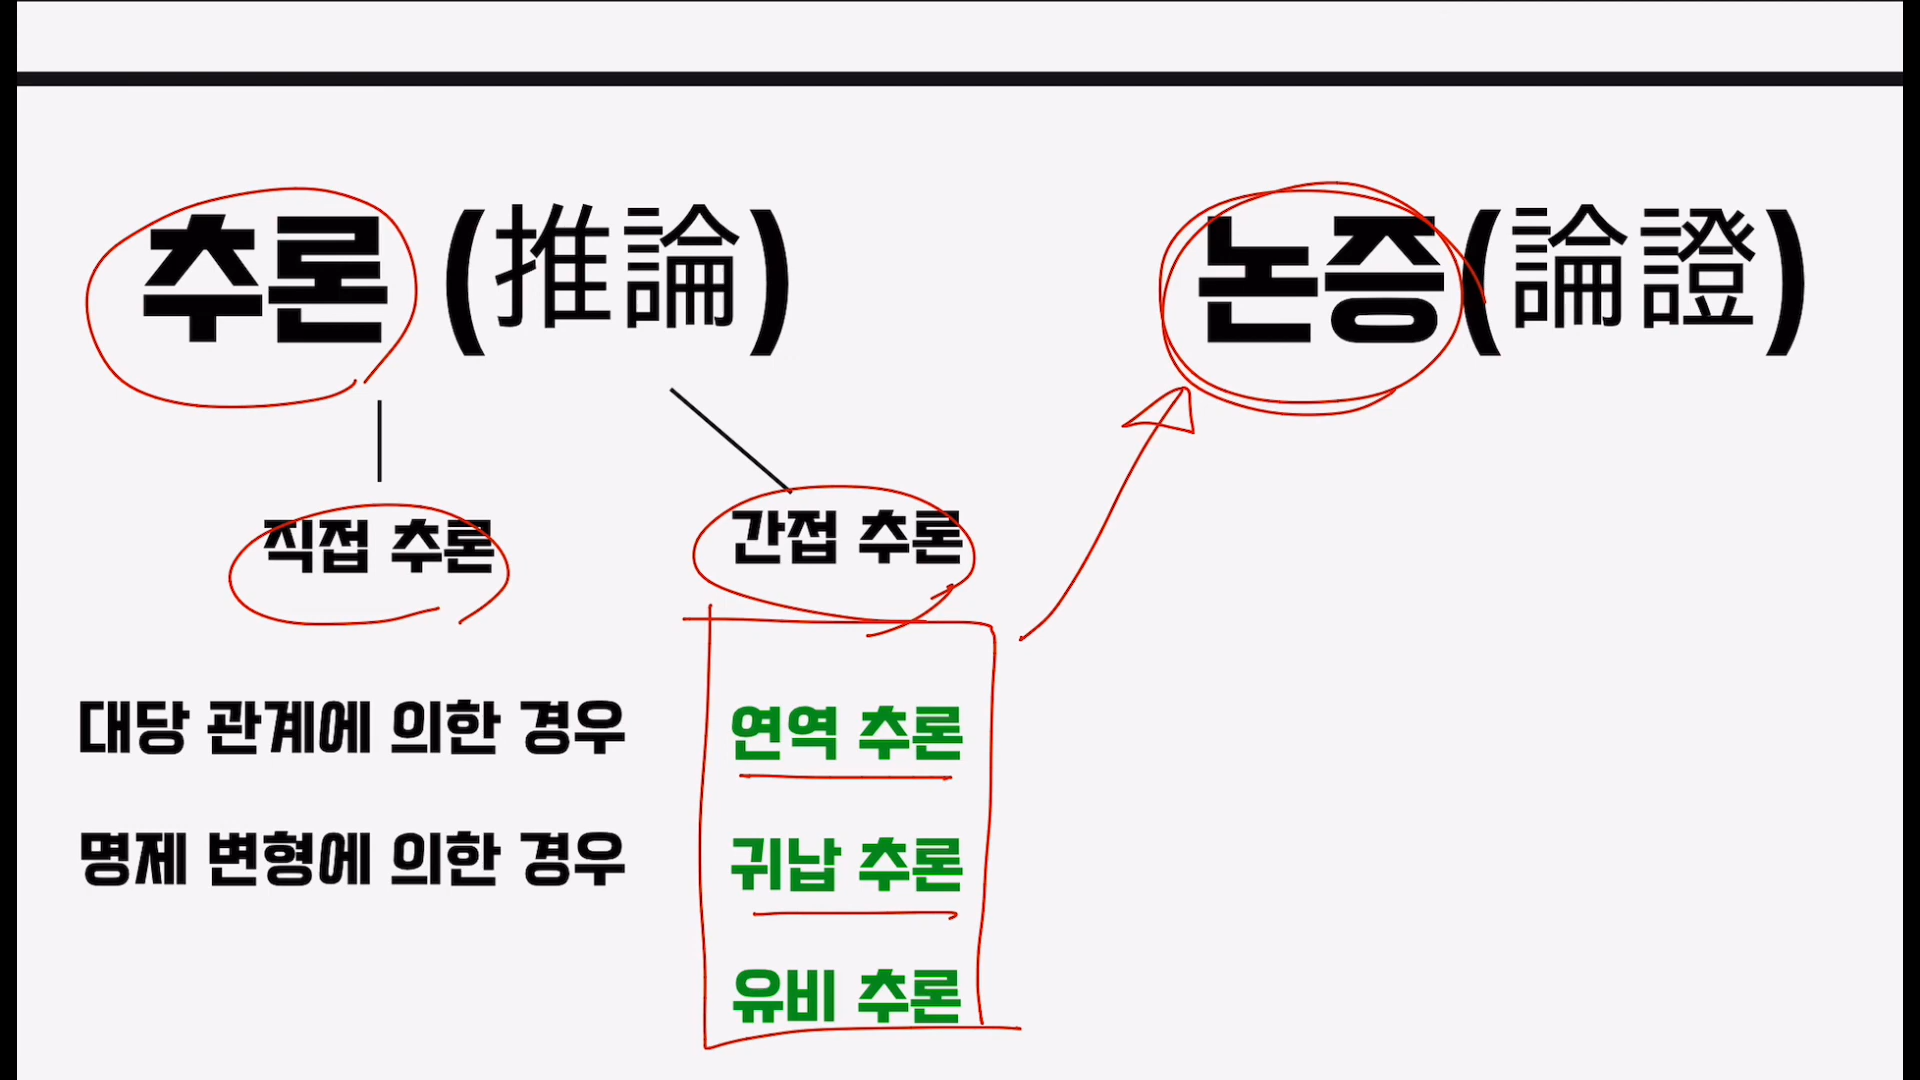 추론 (推論)
논증(論證)
직접 추론
간접 추론
대당 관계에 의한 경우
연역 추론
명제 변형에 의한 경우
귀납 추론
유비 추론